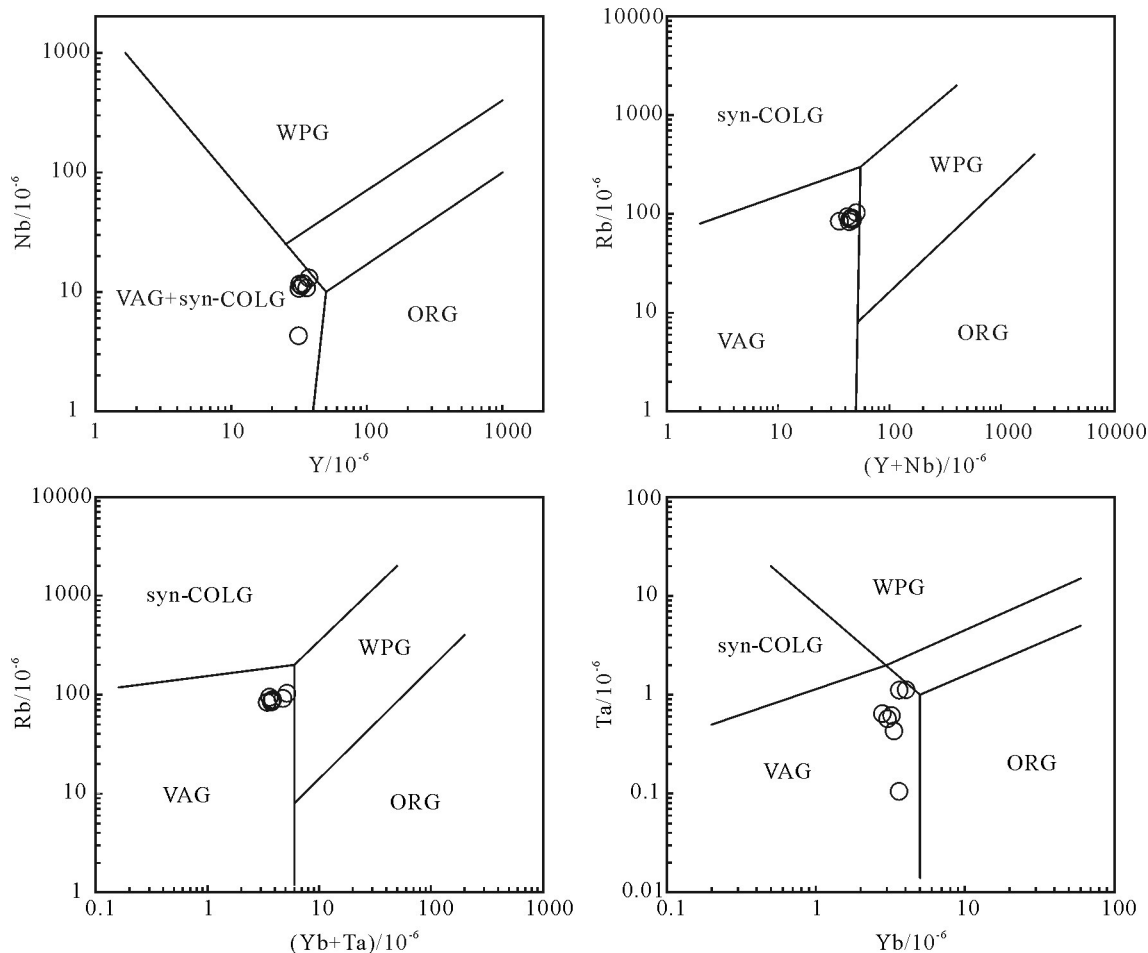 1000
100
10
1
Nb/10⁻⁶
WPG
VAG+syn-COLG
ORG
1 10 100 1000
Y/10⁻⁶
10000
1000
100
10
1
Rb/10⁻⁶
syn-COLG
WPG
VAG
ORG
1 10 100 1000 10000
(Y+Nb)/10⁻⁶
10000
1000
100
10
1
Rb/10⁻⁶
syn-COLG
WPG
VAG
ORG
0.1 1 10 100 1000
(Yb+Ta)/10⁻⁶
100
10
1
0.1
0.01
Ta/10⁻⁶
WPG
syn-COLG
VAG
ORG
0.1 1 10 100
Yb/10⁻⁶